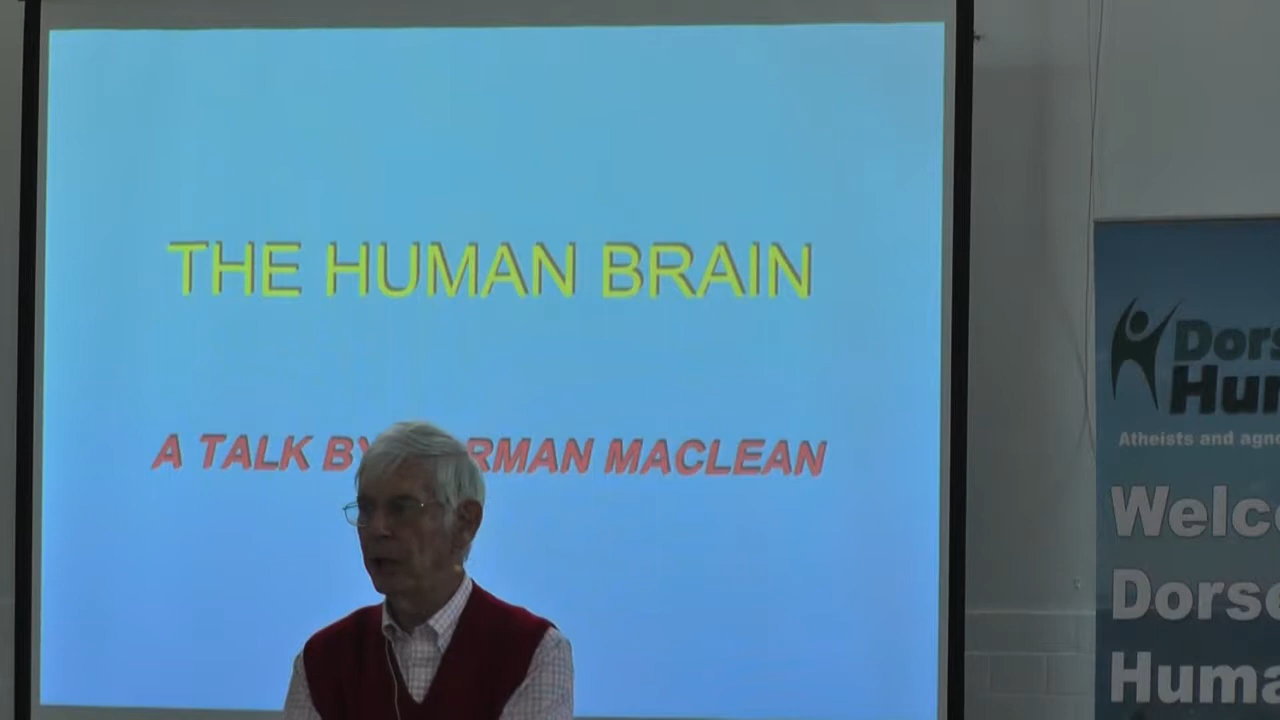 THE HUMAN BRAIN
A TALK BY RMAN MACLEAN
Dors
Hum
Atheists and agn
Welc
Dors
Huma